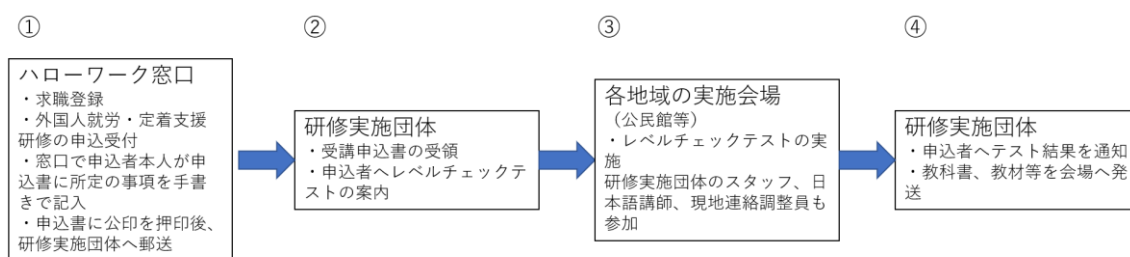 ①
②
③
④
ハローワーク窓口
・求職登録
・外国人就労・定着支援
研修の申込受付
・窓口で申込者本人が申
込書に所定の事項を手書
きで記入
・申込書に公印を押印後、
研修実施団体へ郵送
研修実施団体
・受講申込書の受領
・申込者へレベルチェックテ
ストの案内
各地域の実施会場
（公民館等）
・レベルチェックテストの実
施
研修実施団体のスタッフ、日
本語講師、現地連絡調整員も
参加
研修実施団体
・申込者へテスト結果を通知
・教科書、教材等を会場へ発
送